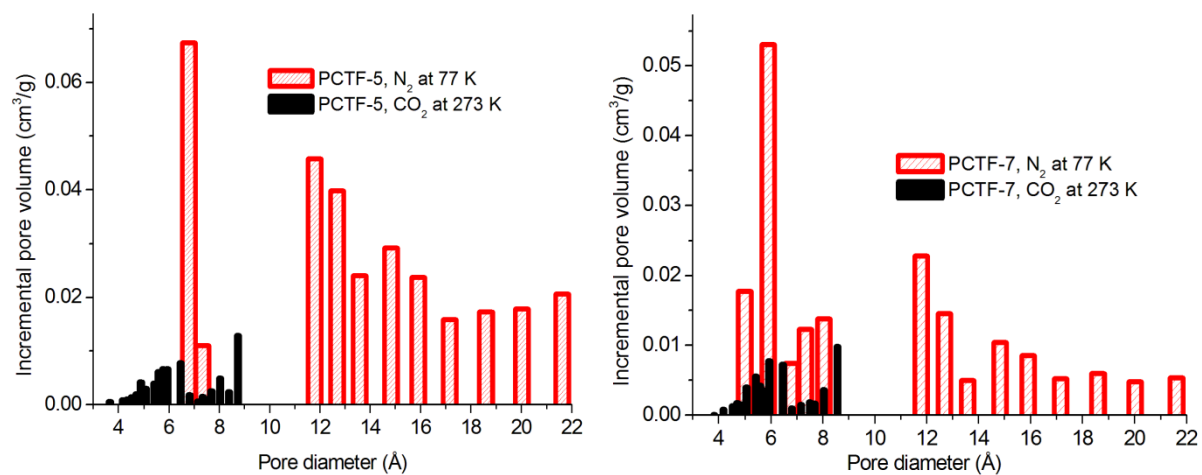 Incremental pore volume (cm³/g)
0.06
0.04
0.02
0.00
PCTF-5, N₂ at 77 K
PCTF-5, CO₂ at 273 K
4 6 8 10 12 14 16 18 20 22
Pore diameter (Å)
Incremental pore volume (cm³/g)
0.05
0.04
0.03
0.02
0.01
0.00
PCTF-7, N₂ at 77 K
PCTF-7, CO₂ at 273 K
4 6 8 10 12 14 16 18 20 22
Pore diameter (Å)